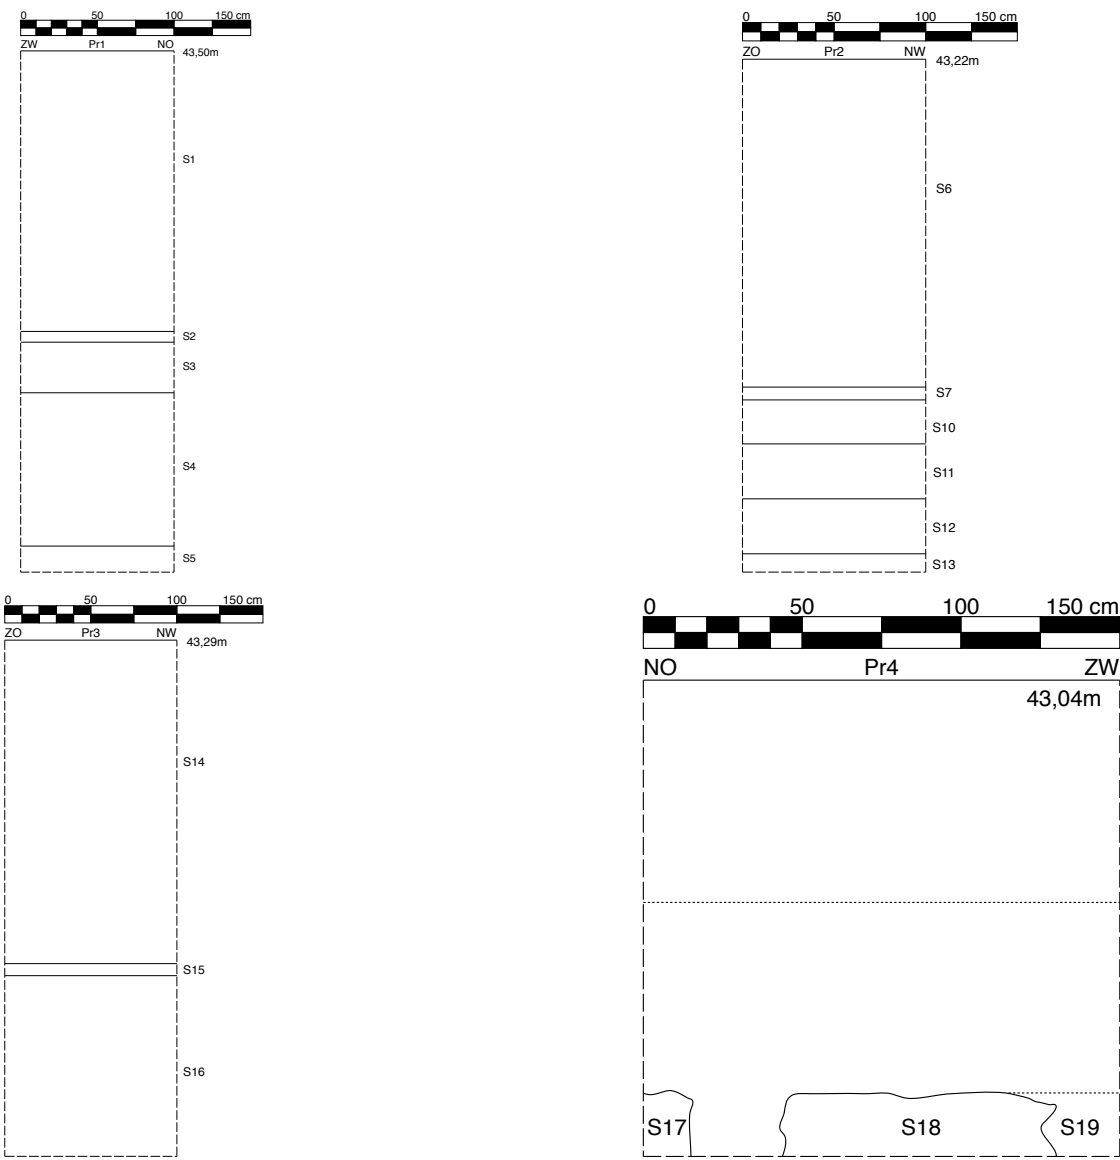 0 50 100 150 cm
ZW Pr1 NO 43,50m
S1
S2
S3
S4
S5
0 50 100 150 cm
ZO Pr2 NW 43,22m
S6
S7
S10
S11
S12
S13
0 50 100 150 cm
ZO Pr3 NW 43,29m
S14
S15
S16
0 50 100 150 cm
NO Pr4 ZW
43,04m
S17 S18 S19